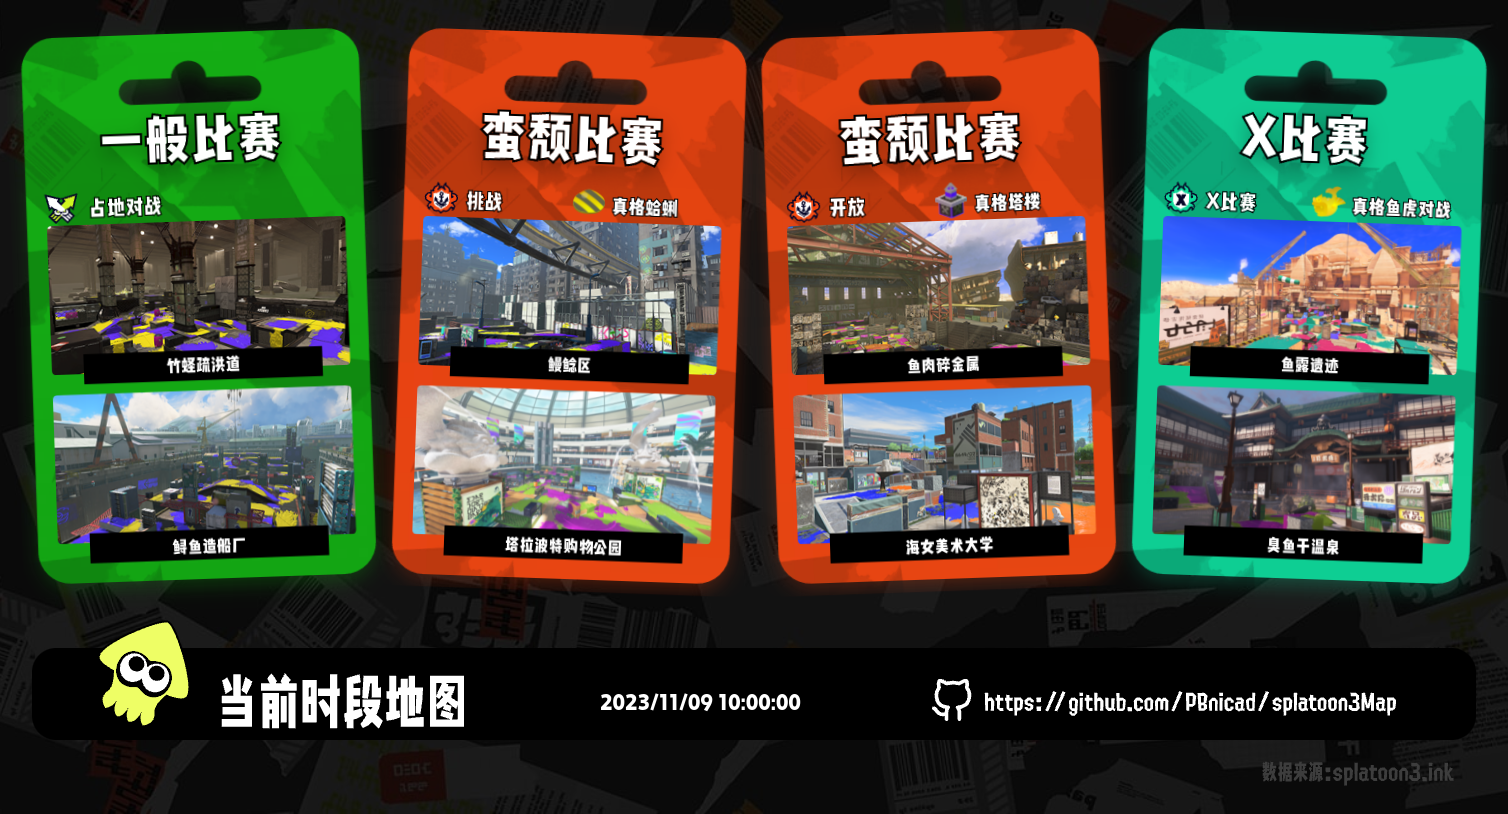 一般比赛
占地对战
竹蛏疏洪道
鲟鱼造船厂
蛮颓比赛
挑战
真格蛤蜊
鳗鲶区
塔拉波特购物公园
蛮颓比赛
开放
真格塔楼
鱼肉碎金属
海女美术大学
X比赛
X比赛
真格鱼虎对战
鱼露遗迹
臭鱼干温泉
当前时段地图
2023/11/09 10:00:00
https://github.com/PBnicad/splatoon3Map
数据来源:splatoon3.ink